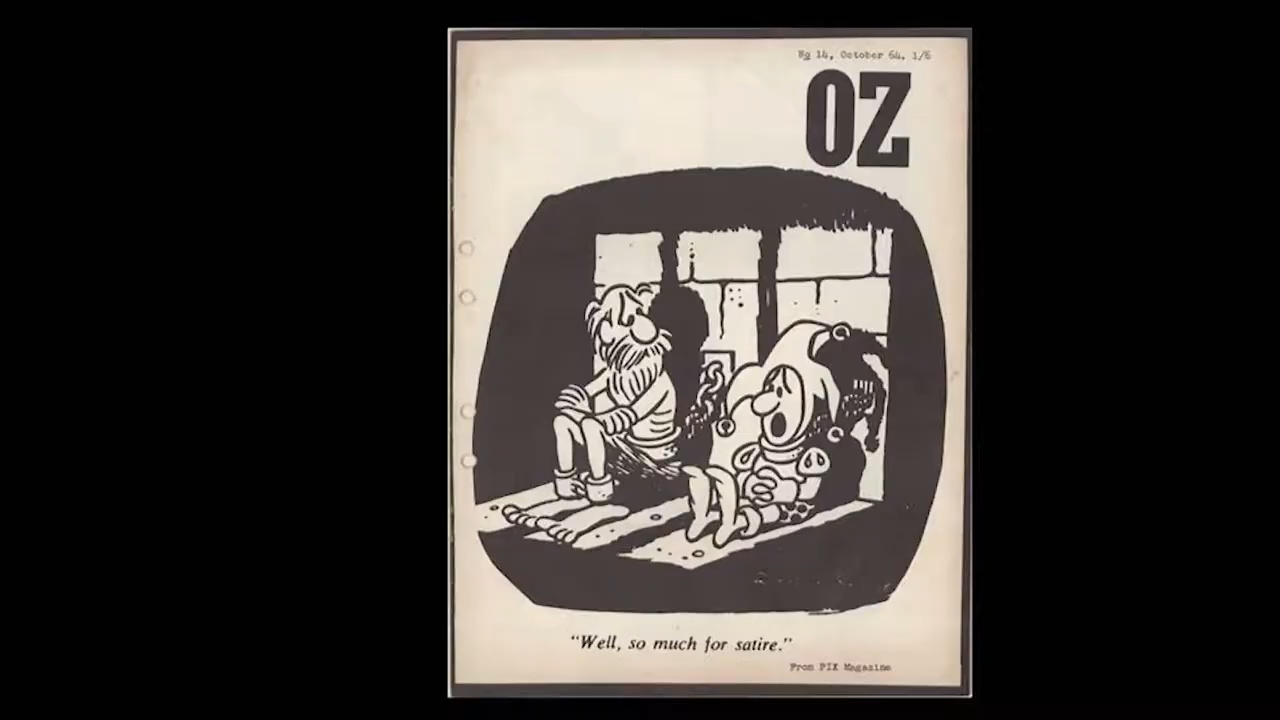 No 14, October 64. 1/6
OZ
"Well, so much for satire."
From PIX Magazine